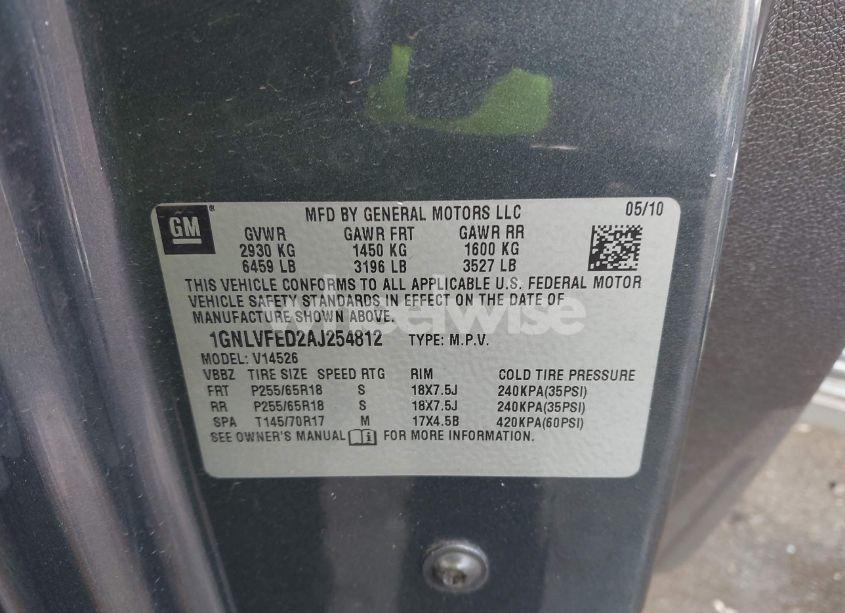 GM
MFD BY GENERAL MOTORS LLC 05/10
GVWR GAWR FRT GAWR RR
2930 KG 1450 KG 1600 KG
6459 LB 3196 LB 3527 LB
THIS VEHICLE CONFORMS TO ALL APPLICABLE U.S. FEDERAL MOTOR
VEHICLE SAFETY STANDARDS IN EFFECT ON THE DATE OF
MANUFACTURE SHOWN ABOVE.
wheelwise
1GNLVFED2AJ254812 TYPE: M.P.V.
MODEL: V14526
VBBZ TIRE SIZE SPEED RTG RIM COLD TIRE PRESSURE
FRT P255/65R18 S 18X7.5J 240KPA(35PSI)
RR P255/65R18 S 18X7.5J 240KPA(35PSI)
SPA T145/70R17 M 17X4.5B 420KPA(60PSI)
SEE OWNER'S MANUAL FOR MORE INFORMATION.